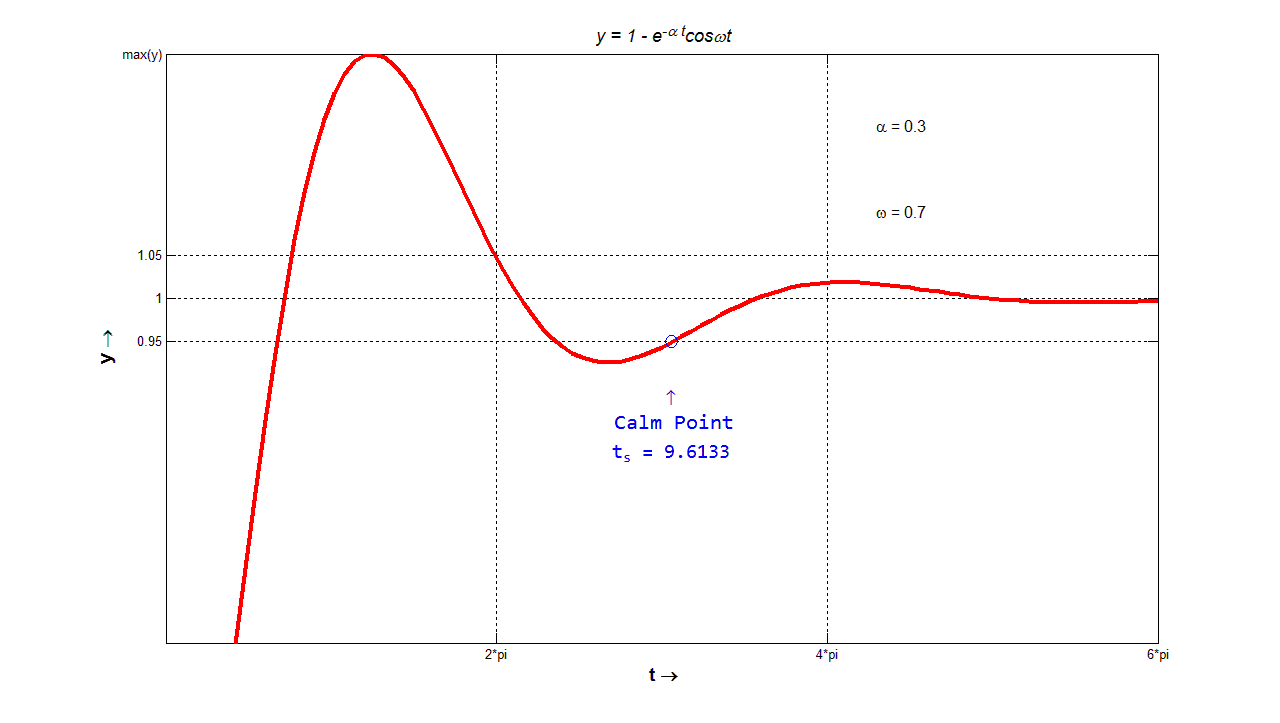 y = 1 - e^-α t cosωt
max(y)
α = 0.3
ω = 0.7
1.05
1
0.95
y →
↑
Calm Point
tₛ = 9.6133
2*pi
4*pi
6*pi
t →